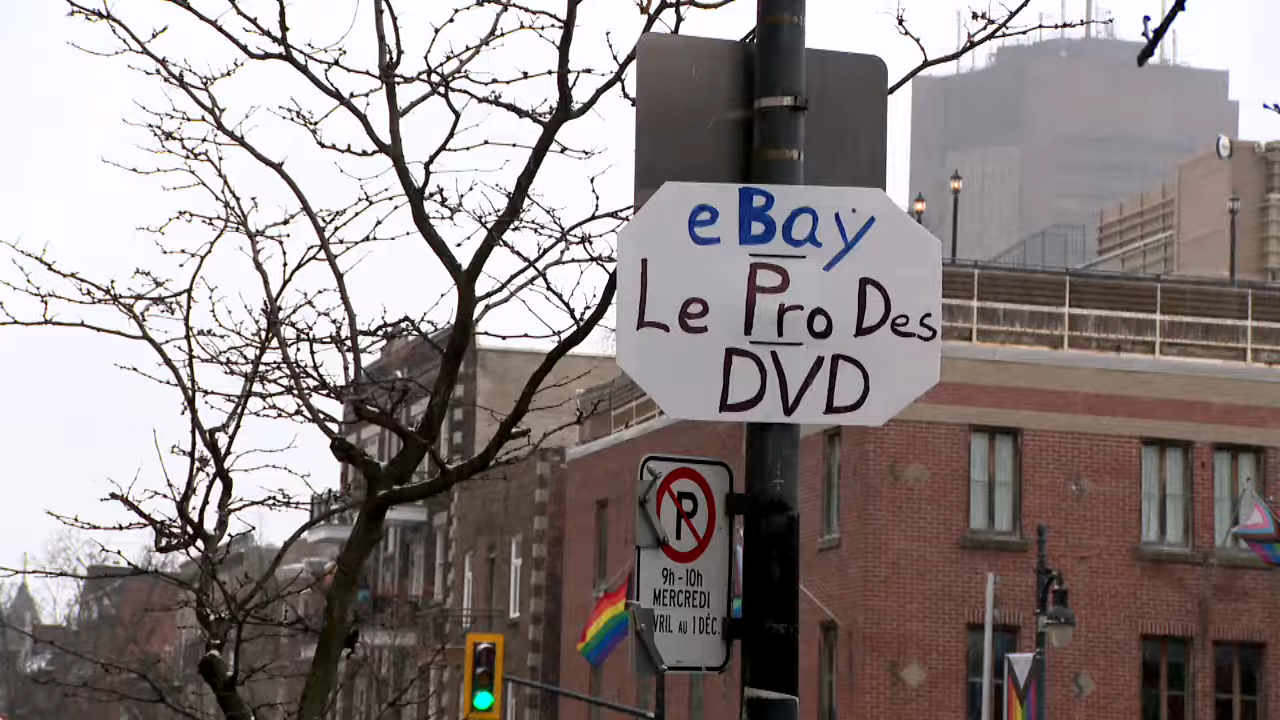 eBay
Le Pro Des
DVD
P
9h - 10h
MERCREDI
VRIL AU 1 DÉC.